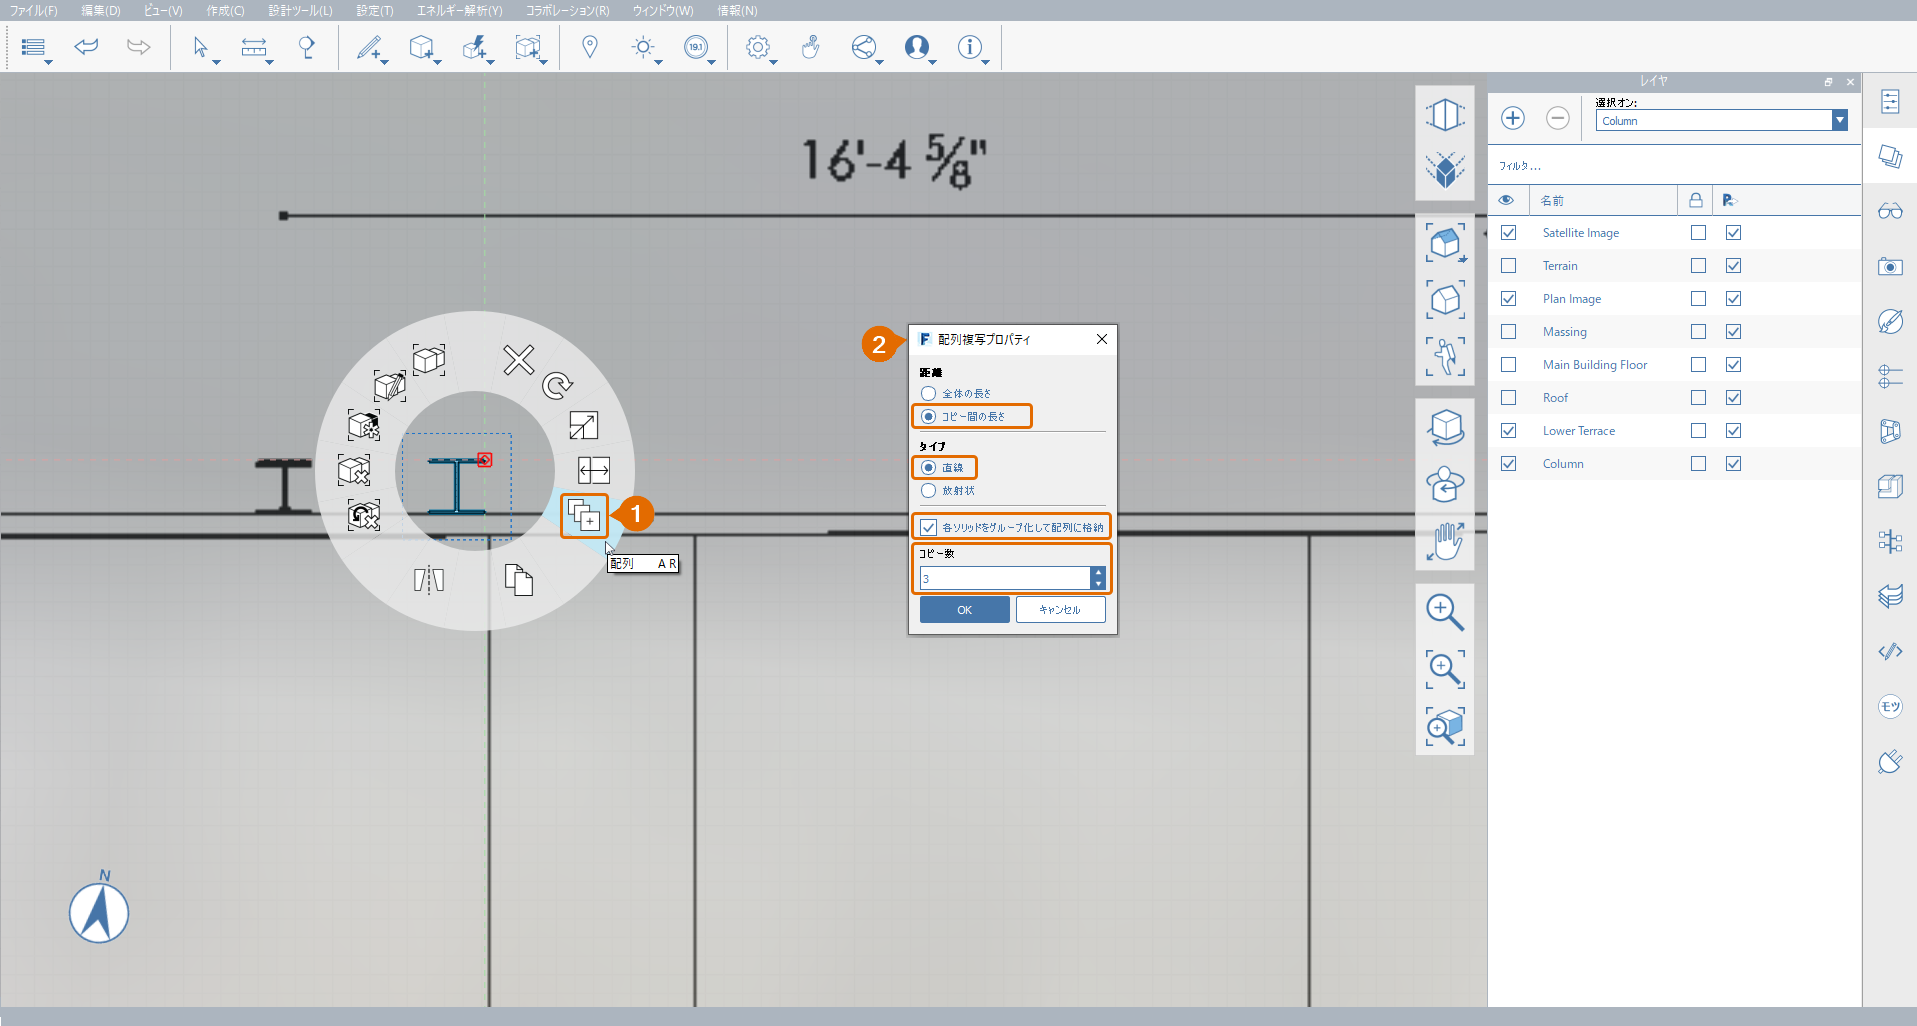 ファイル(F) 編集(D) ビュー(V) 作成(C) 設計ツール(L) 設定(T) エネルギー解析(Y) コラボレーション(R) ウィンドウ(W) 情報(N)
19.1
レイヤ
選択オン:
Column
フィルタ...
名前
Satellite Image
Terrain
Plan Image
Massing
Main Building Floor
Roof
Lower Terrace
Column
16'-4 5/8"
1
配列 A R
2
F 配列複写プロパティ
距離
全体の長さ
コピー間の長さ
タイプ
直線
放射状
各ソリッドをグループ化して配列に格納
コピー数
3
OK キャンセル
N
モツ